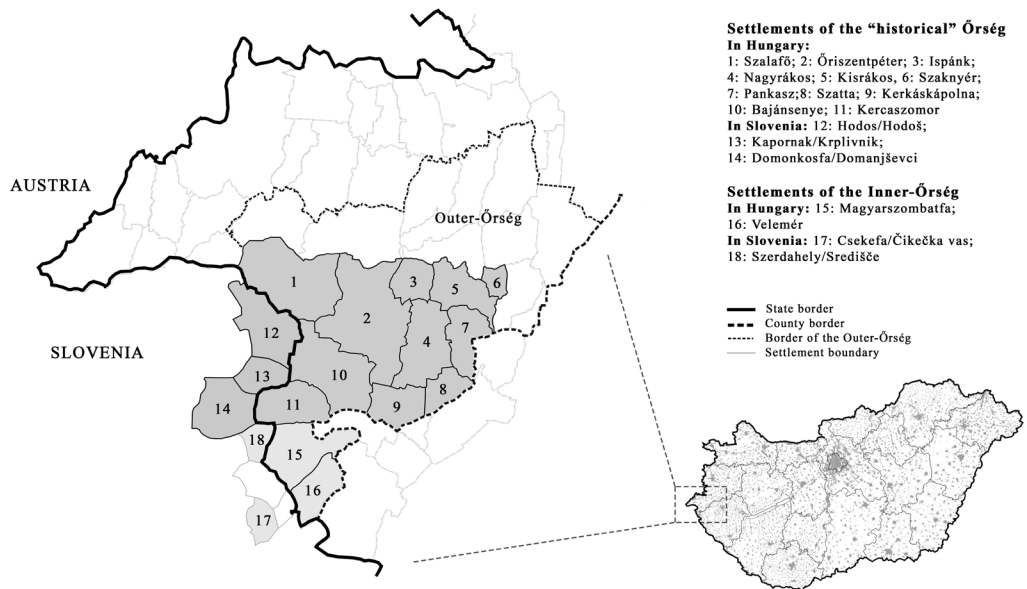 Settlements of the “historical” Őrség
In Hungary:
1: Szalafő; 2: Őriszentpéter; 3: Ispánk;
4: Nagyrákos; 5: Kisrákos, 6: Szaknyér;
7: Pankasz;8: Szatta; 9: Kerkáskápolna;
10: Bajánsenye; 11: Kercaszomor
In Slovenia: 12: Hodos/Hodoš;
13: Kapornak/Krplivnik;
14: Domonkosfa/Domanjševci
Settlements of the Inner-Őrség
In Hungary: 15: Magyarszombatfa;
16: Velemér
In Slovenia: 17: Csekefa/Čikečka vas;
18: Szerdahely/Središče
State border
County border
Border of the Outer-Őrség
Settlement boundary
AUSTRIA
Outer-Őrség
SLOVENIA
1
2
3
5
6
4
7
12
13
10
8
14
11
9
18
15
16
17